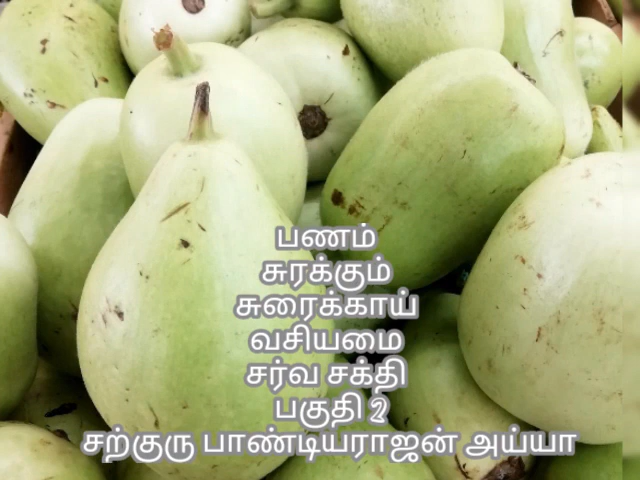 பணம்
சுரக்கும்
சுரைக்காய்
வசியமை
சர்வ சக்தி
பகுதி 2
சற்குரு பாண்டியராஜன் அய்யா